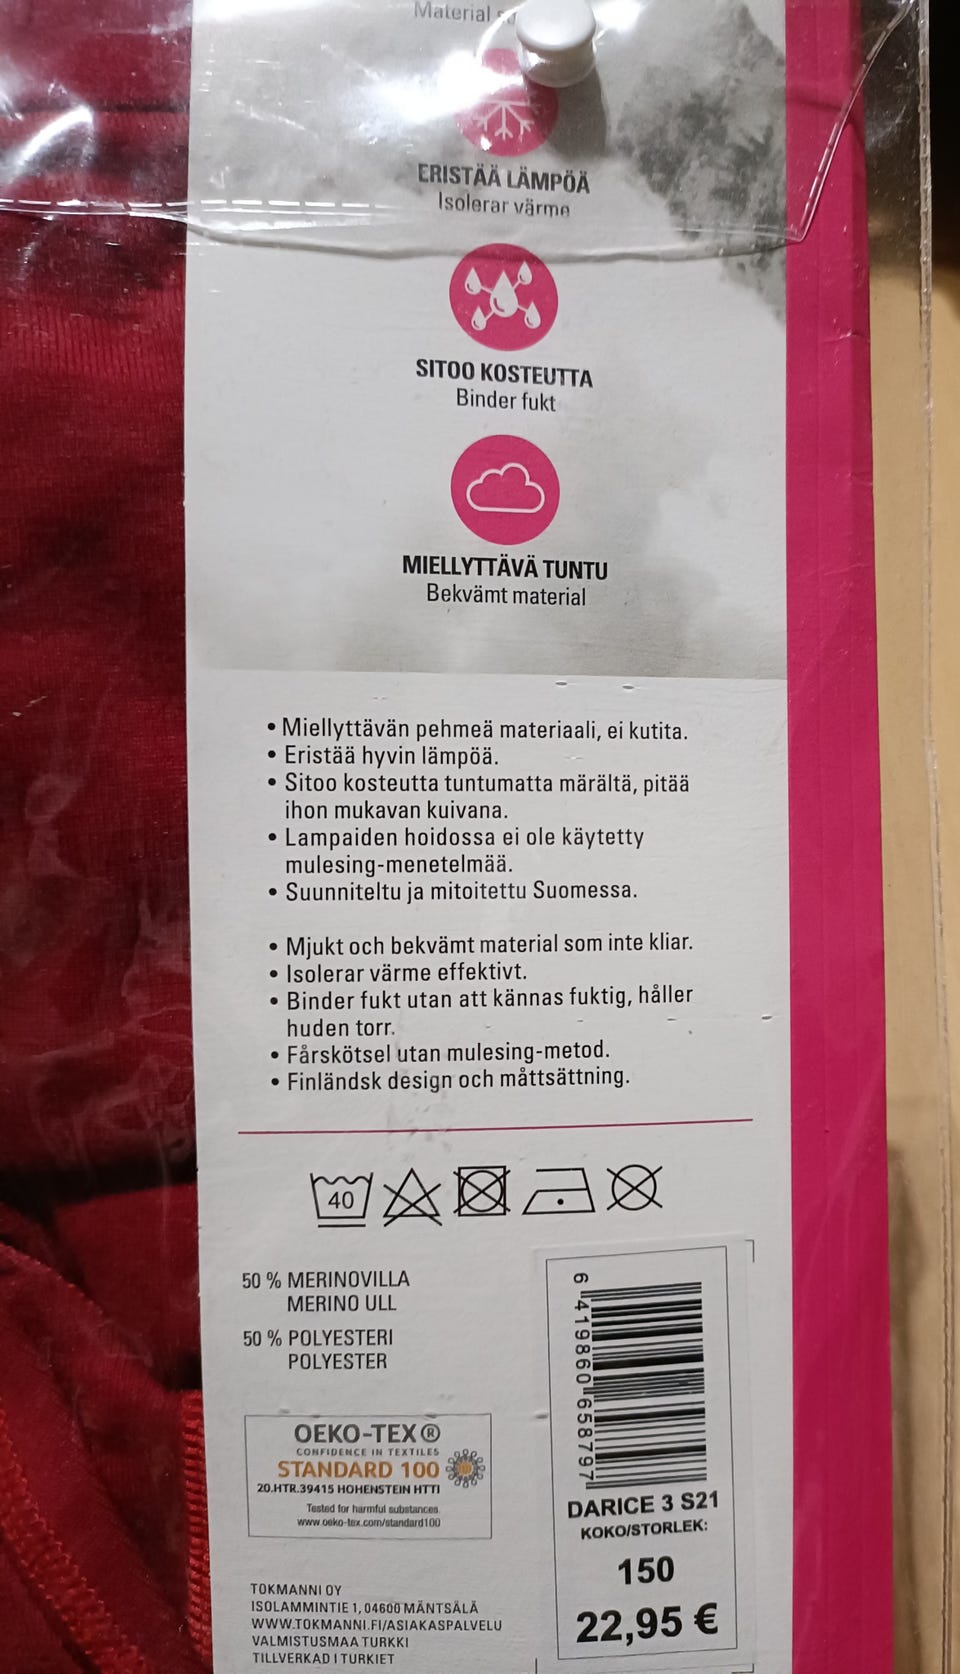 Material
ERISTÄÄ LÄMPÖÄ
Isolerar värme
SITOO KOSTEUTTA
Binder fukt
MIELLYTTÄVÄ TUNTU
Bekvämt material
• Miellyttävän pehmeä materiaali, ei kutita.
• Eristää hyvin lämpöä.
• Sitoo kosteutta tuntumatta märältä, pitää
ihon mukavan kuivana.
• Lampaiden hoidossa ei ole käytetty
mulesing-menetelmää.
• Suunniteltu ja mitoitettu Suomessa.
• Mjukt och bekvämt material som inte kliar.
• Isolerar värme effektivt.
• Binder fukt utan att kännas fuktig, håller
huden torr.
• Fårskötsel utan mulesing-metod.
• Finländsk design och måttsättning.
40
50 % MERINOVILLA
MERINO ULL
50 % POLYESTERI
POLYESTER
OEKO-TEX®
CONFIDENCE IN TEXTILES
STANDARD 100
20.HTR.39415 HOHENSTEIN HTTI
Tested for harmful substances.
www.oeko-tex.com/standard100
TOKMANNI OY
ISOLAMMINTIE 1, 04600 MÄNTSÄLÄ
WWW.TOKMANNI.FI/ASIAKASPALVELU
VALMISTUSMAA TURKKI
TILLVERKAD I TURKIET
6 419860 658797
DARICE 3 S21
KOKO/STORLEK:
150
22,95 €